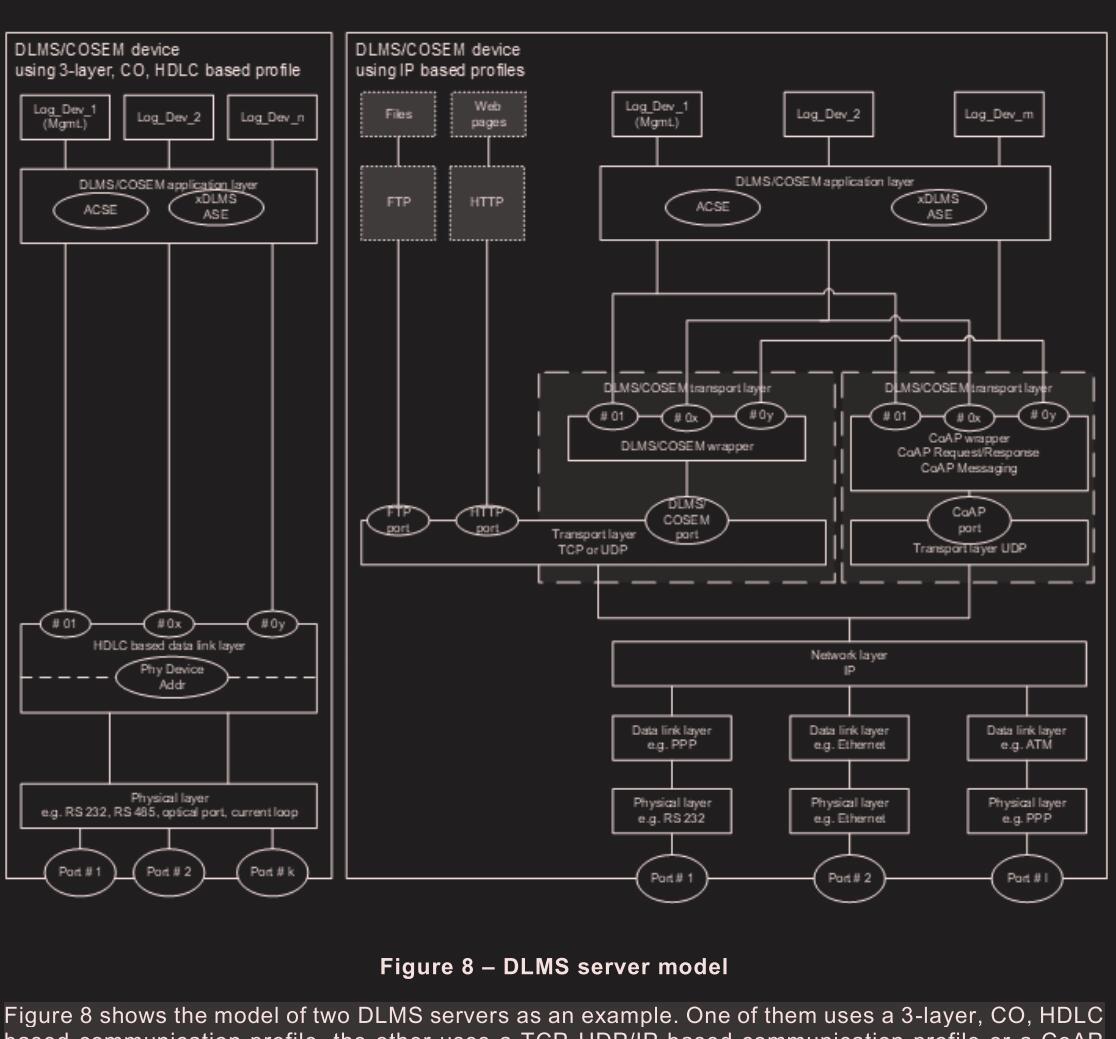 DLMS/COSEM device
using 3-layer, CO, HDLC based profile
Log_Dev_1
(Mgmt.)
Log_Dev_2
Log_Dev_n
DLMS/COSEM application layer
ACSE
xDLMS
ASE
# 01
# 0x
# 0y
HDLC based data link layer
Phy Device
Addr
Physical layer
e.g. RS 232, RS 485, optical port, current loop
Port # 1
Port # 2
Port # k
DLMS/COSEM device
using IP based profiles
Files
Web
pages
Log_Dev_1
(Mgmt.)
Log_Dev_2
Log_Dev_m
FTP
HTTP
DLMS/COSEM application layer
ACSE
xDLMS
ASE
DLMS/COSEM transport layer
# 01
# 0x
# 0y
DLMS/COSEM wrapper
DLMS/COSEM transport layer
# 01
# 0x
# 0y
CoAP wrapper
CoAP Request/Response
CoAP Messaging
FTP
port
HTTP
port
DLMS/
COSEM
port
Transport layer
TCP or UDP
CoAP
port
Transport layer UDP
Network layer
IP
Data link layer
e.g. PPP
Data link layer
e.g. Ethernet
Data link layer
e.g. ATM
Physical layer
e.g. RS 232
Physical layer
e.g. Ethernet
Physical layer
e.g. PPP
Port # 1
Port # 2
Port # l
Figure 8 – DLMS server model
Figure 8 shows the model of two DLMS servers as an example. One of them uses a 3-layer, CO, HDLC
based communication profile, the other uses a TCP-UDP/IP based communication profile or a CoAP